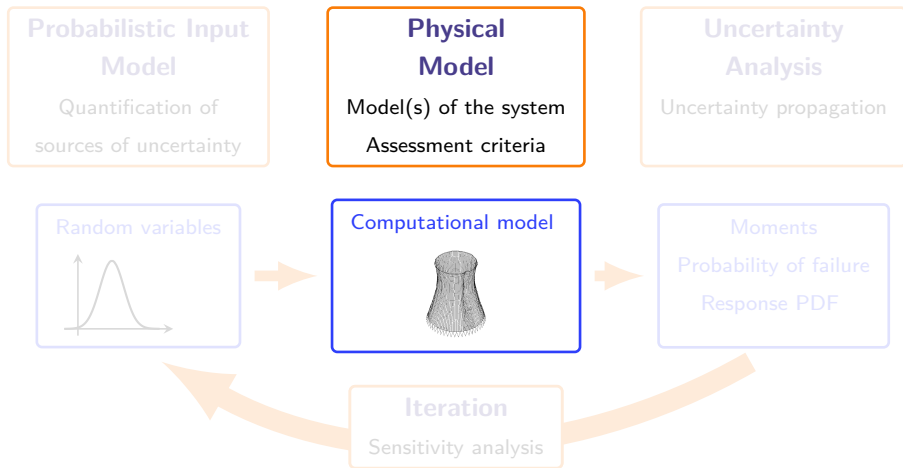 Probabilistic Input
Model
Quantification of
sources of uncertainty
Physical
Model
Model(s) of the system
Assessment criteria
Uncertainty
Analysis
Uncertainty propagation
Random variables
Computational model
Moments
Probability of failure
Response PDF
Iteration
Sensitivity analysis